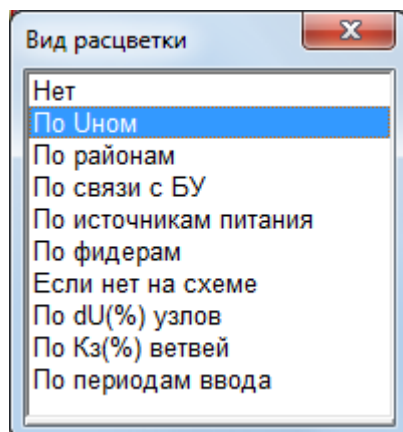 Вид расцветки
Нет
По Uном
По районам
По связи с БУ
По источникам питания
По фидерам
Если нет на схеме
По dU(%) узлов
По Кз(%) ветвей
По периодам ввода